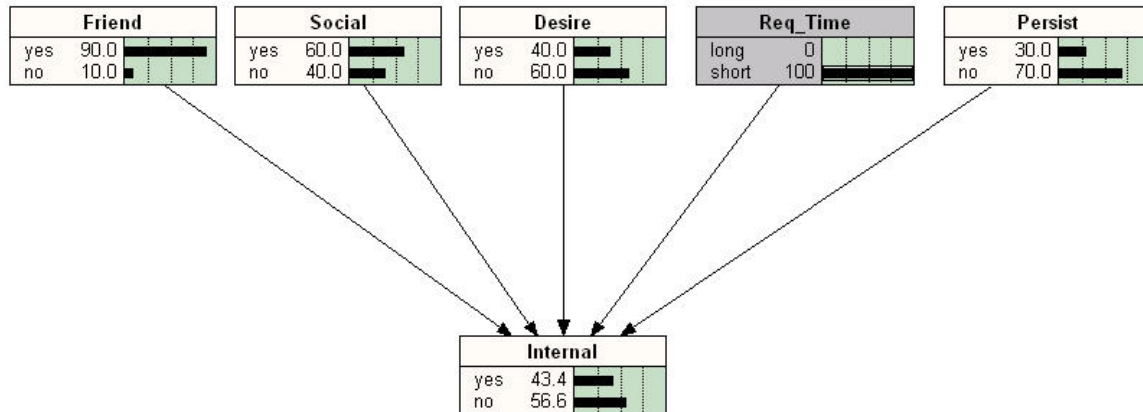 Friend
yes 90.0
no 10.0
Social
yes 60.0
no 40.0
Desire
yes 40.0
no 60.0
Req_Time
long 0
short 100
Persist
yes 30.0
no 70.0
Internal
yes 43.4
no 56.6